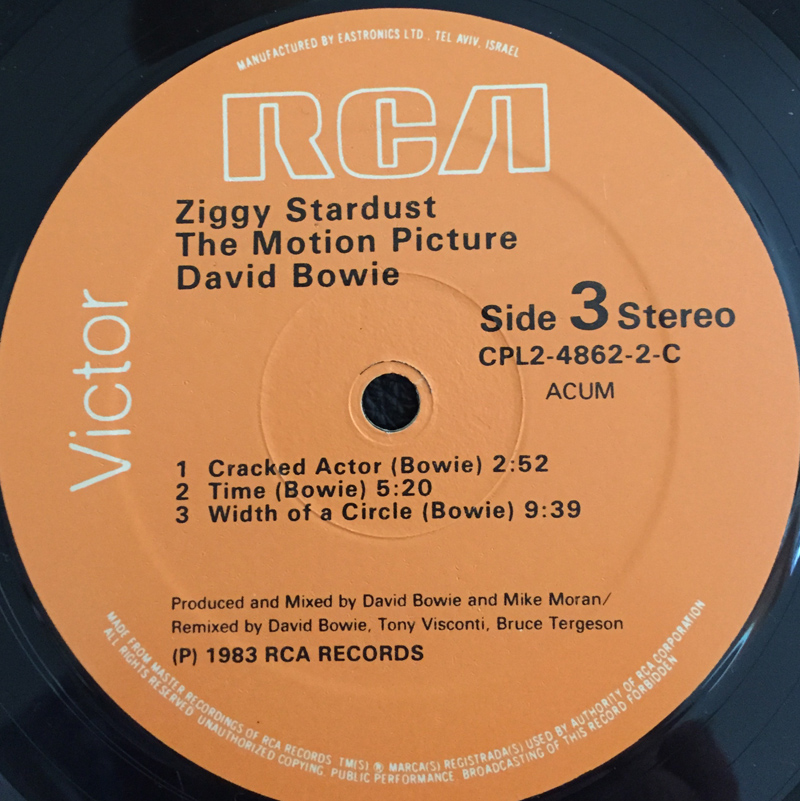 MANUFACTURED BY EASTRONICS LTD., TEL AVIV, ISRAEL
RCA
Ziggy Stardust
The Motion Picture
David Bowie
Victor
Side 3 Stereo
CPL2-4862-2-C
ACUM
1 Cracked Actor (Bowie) 2:52
2 Time (Bowie) 5:20
3 Width of a Circle (Bowie) 9:39
Produced and Mixed by David Bowie and Mike Moran/
Remixed by David Bowie, Tony Visconti, Bruce Tergeson
(P) 1983 RCA RECORDS
MADE FROM MASTER RECORDINGS OF RCA RECORDS TM(S) ® MARCA(S) REGISTRADA(S) USED BY AUTHORITY OF RCA CORPORATION
ALL RIGHTS RESERVED. UNAUTHORIZED COPYING, PUBLIC PERFORMANCE. BROADCASTING OF THIS RECORD FORBIDDEN